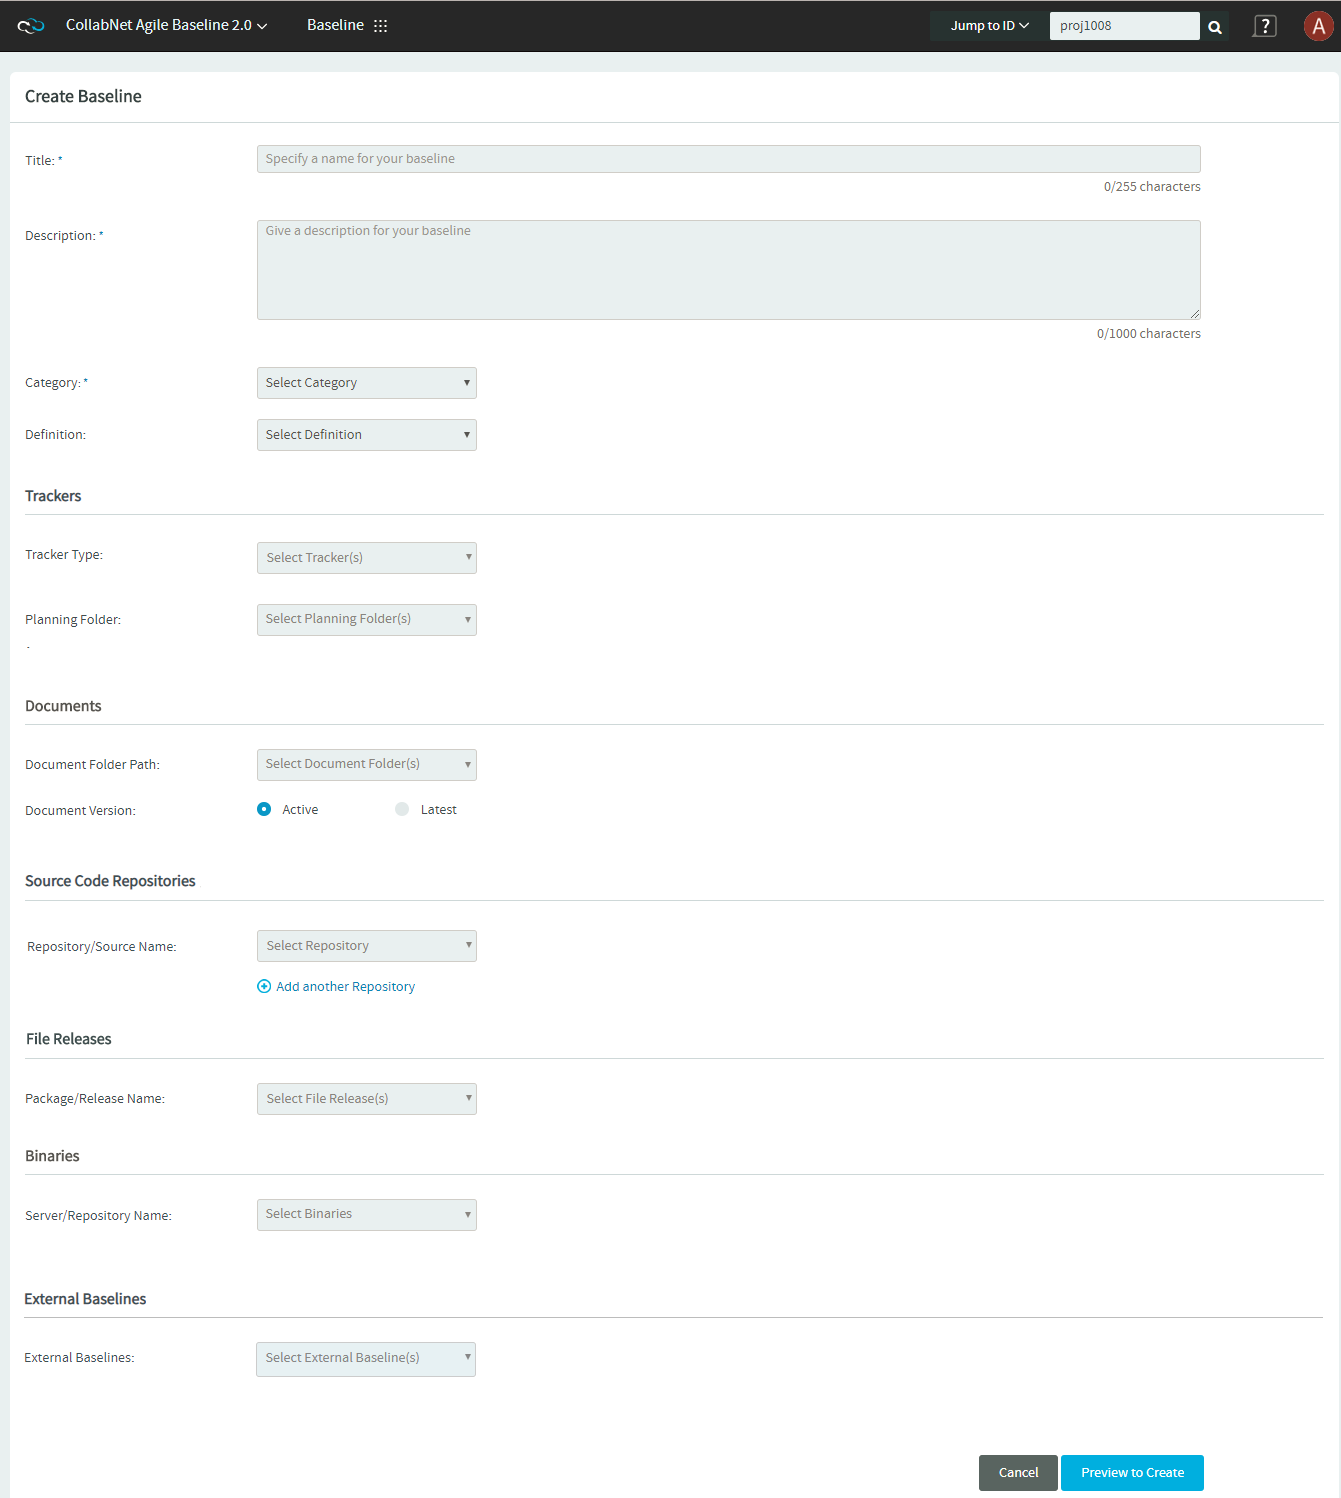 CollabNet Agile Baseline 2.0 Baseline Jump to ID proj1008 ? A
Create Baseline
Title: * Specify a name for your baseline
0/255 characters
Description: * Give a description for your baseline
0/1000 characters
Category: * Select Category
Definition: Select Definition
Trackers
Tracker Type: Select Tracker(s)
Planning Folder: Select Planning Folder(s)
Documents
Document Folder Path: Select Document Folder(s)
Document Version: Active Latest
Source Code Repositories
Repository/Source Name: Select Repository
Add another Repository
File Releases
Package/Release Name: Select File Release(s)
Binaries
Server/Repository Name: Select Binaries
External Baselines
External Baselines: Select External Baseline(s)
Cancel Preview to Create